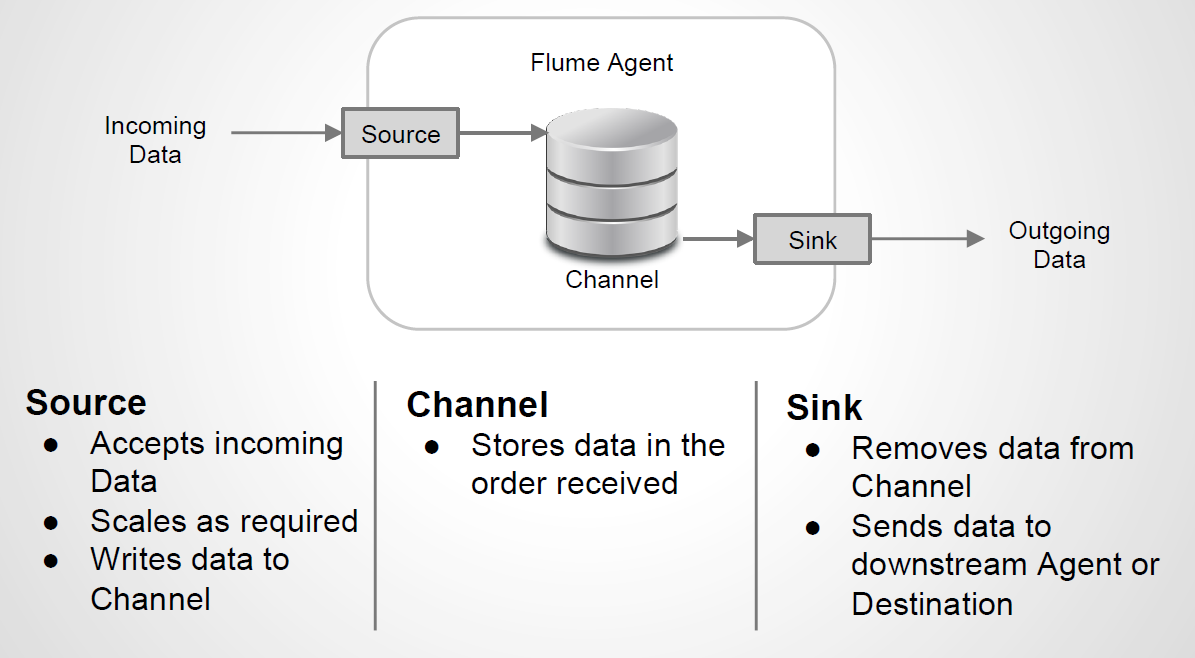 Flume Agent
Incoming
Data
Source
Channel
Sink
Outgoing
Data
Source
● Accepts incoming
Data
● Scales as required
● Writes data to
Channel
Channel
● Stores data in the
order received
Sink
● Removes data from
Channel
● Sends data to
downstream Agent or
Destination